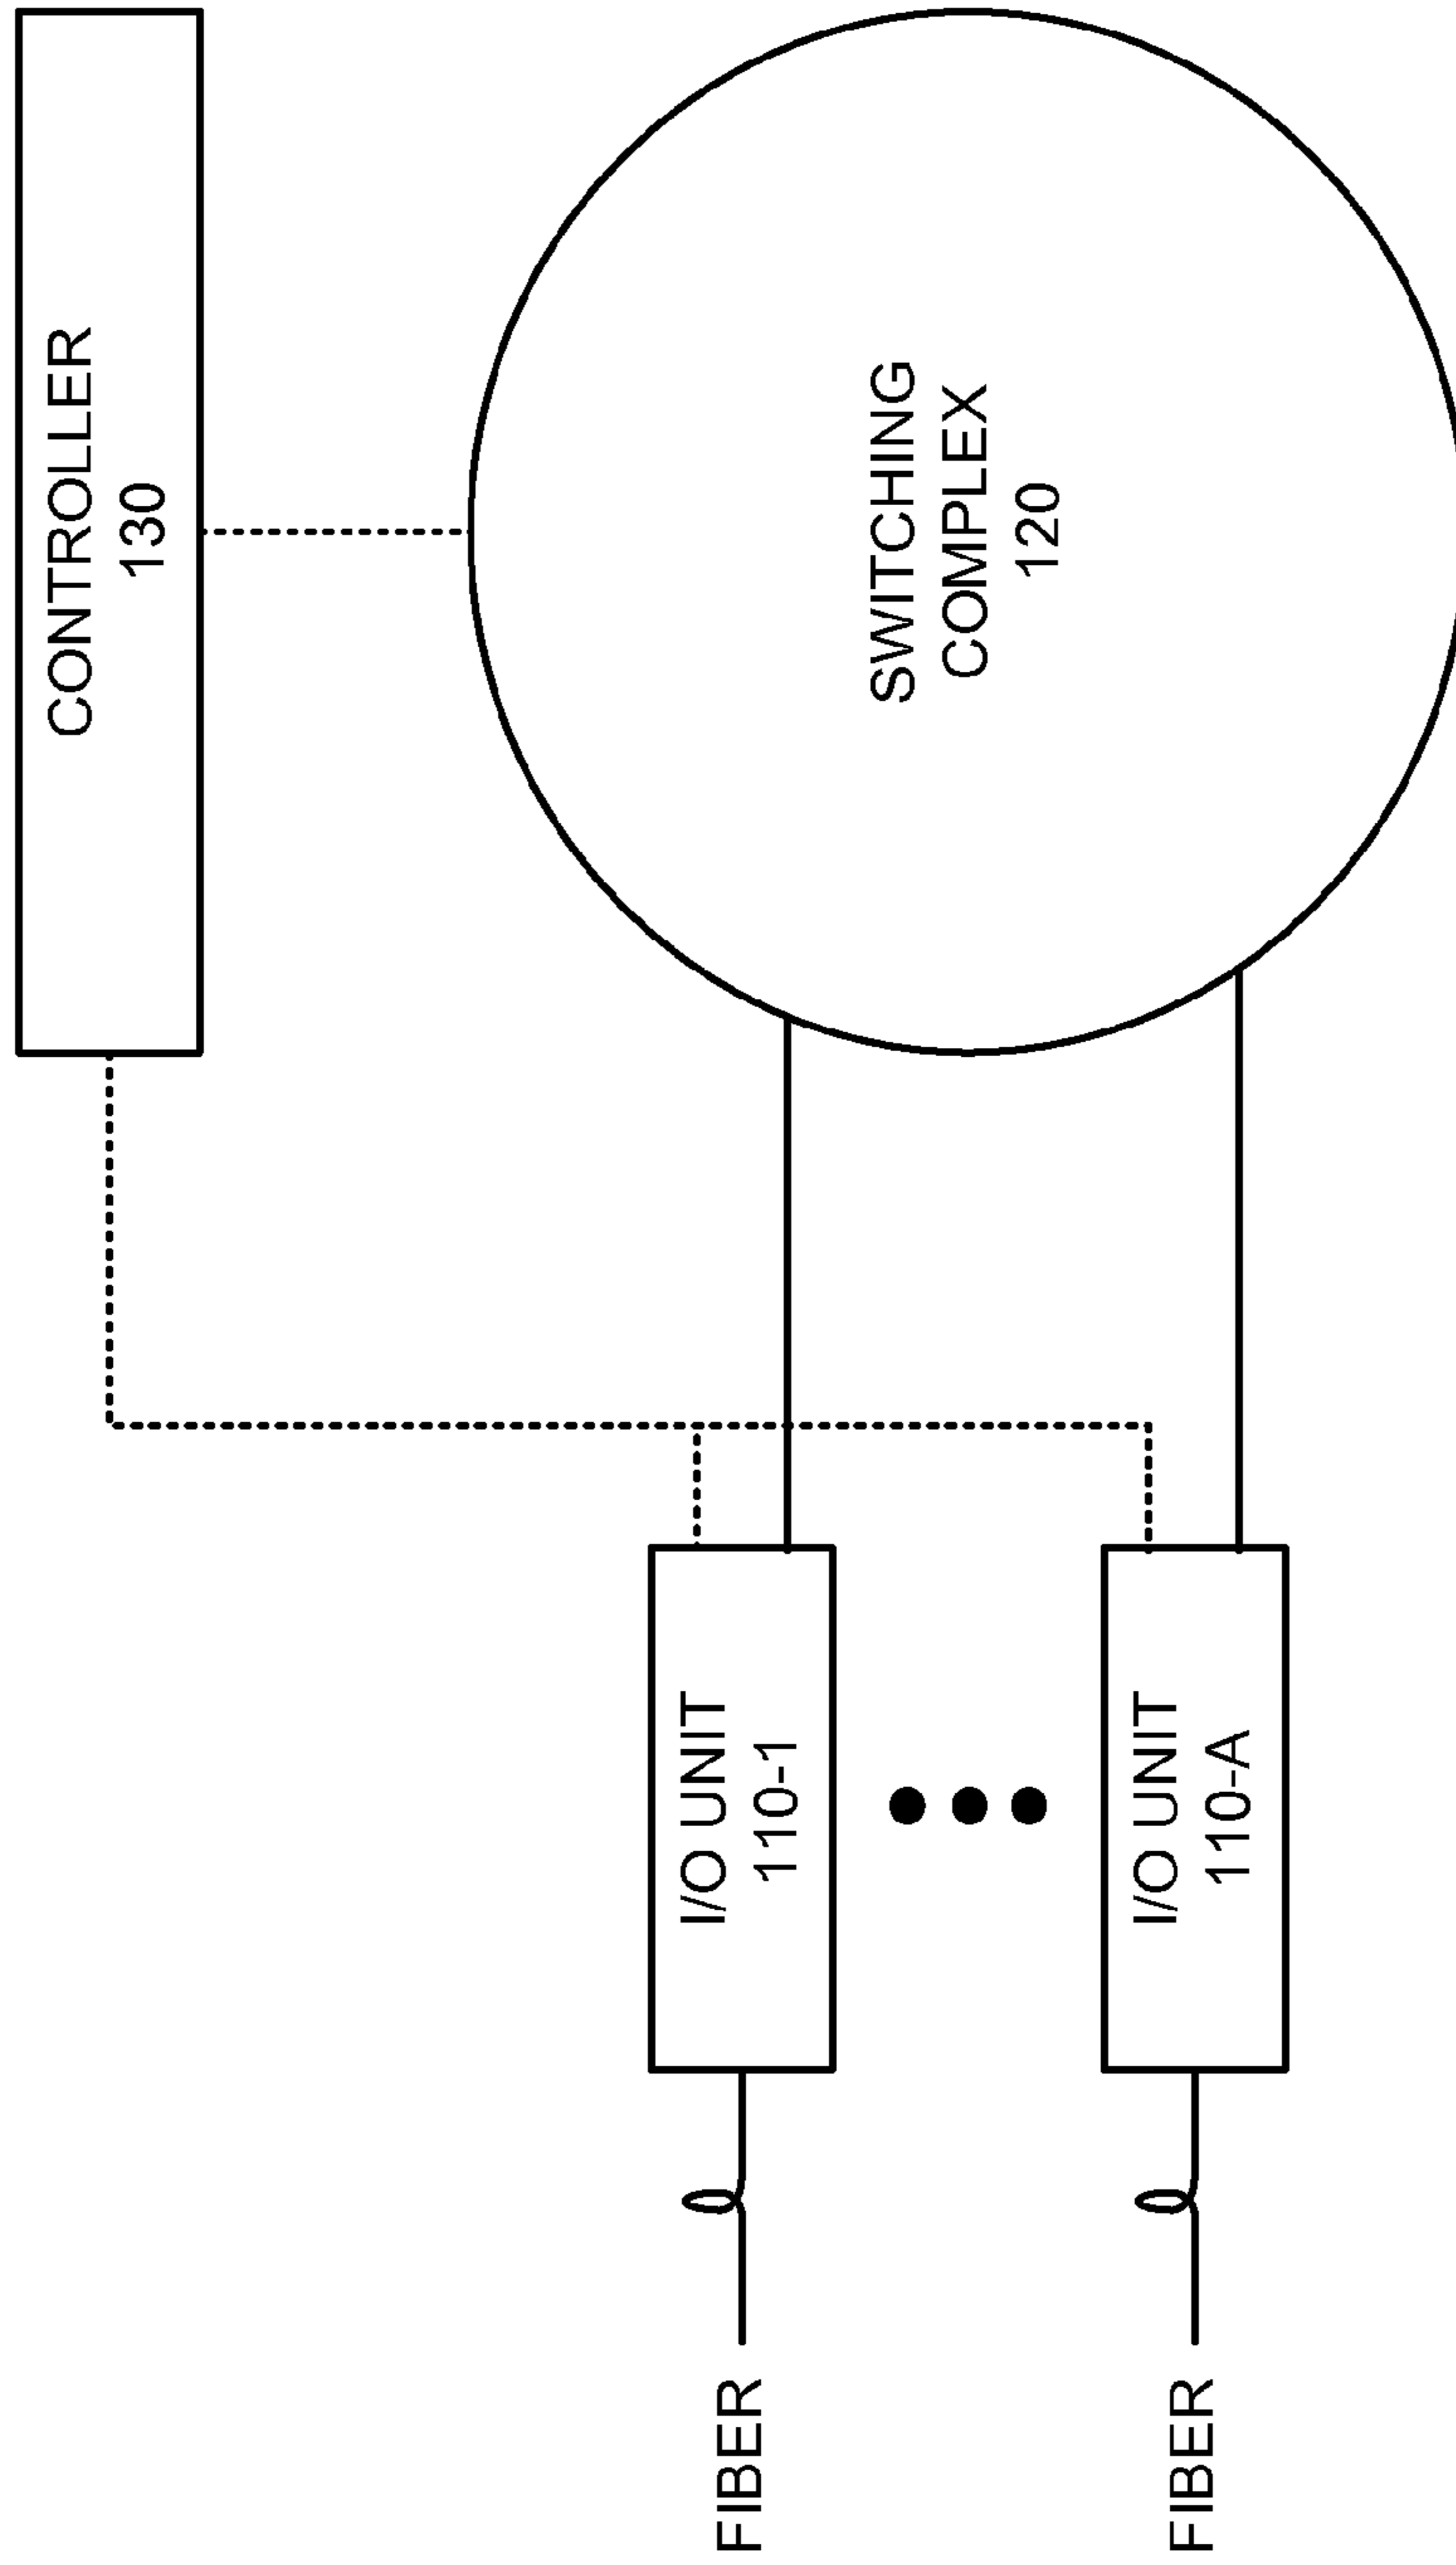 CONTROLLER
130
SWITCHING
COMPLEX
120
I/O UNIT
110-1
I/O UNIT
110-A
FIBER
FIBER